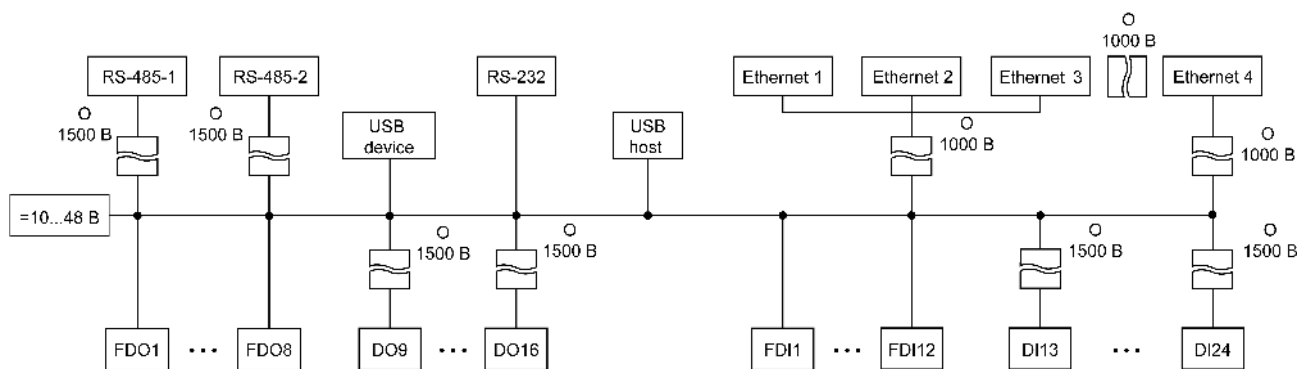 О
1000 В
RS-485-1
RS-485-2
RS-232
Ethernet 1
Ethernet 2
Ethernet 3
Ethernet 4
О
1500 В
О
1500 В
USB
device
USB
host
О
1000 В
О
1000 В
=10...48 В
О
1500 В
О
1500 В
О
1500 В
О
1500 В
FDO1
...
FDO8
DO9
...
DO16
FDI1
...
FDI12
DI13
...
DI24